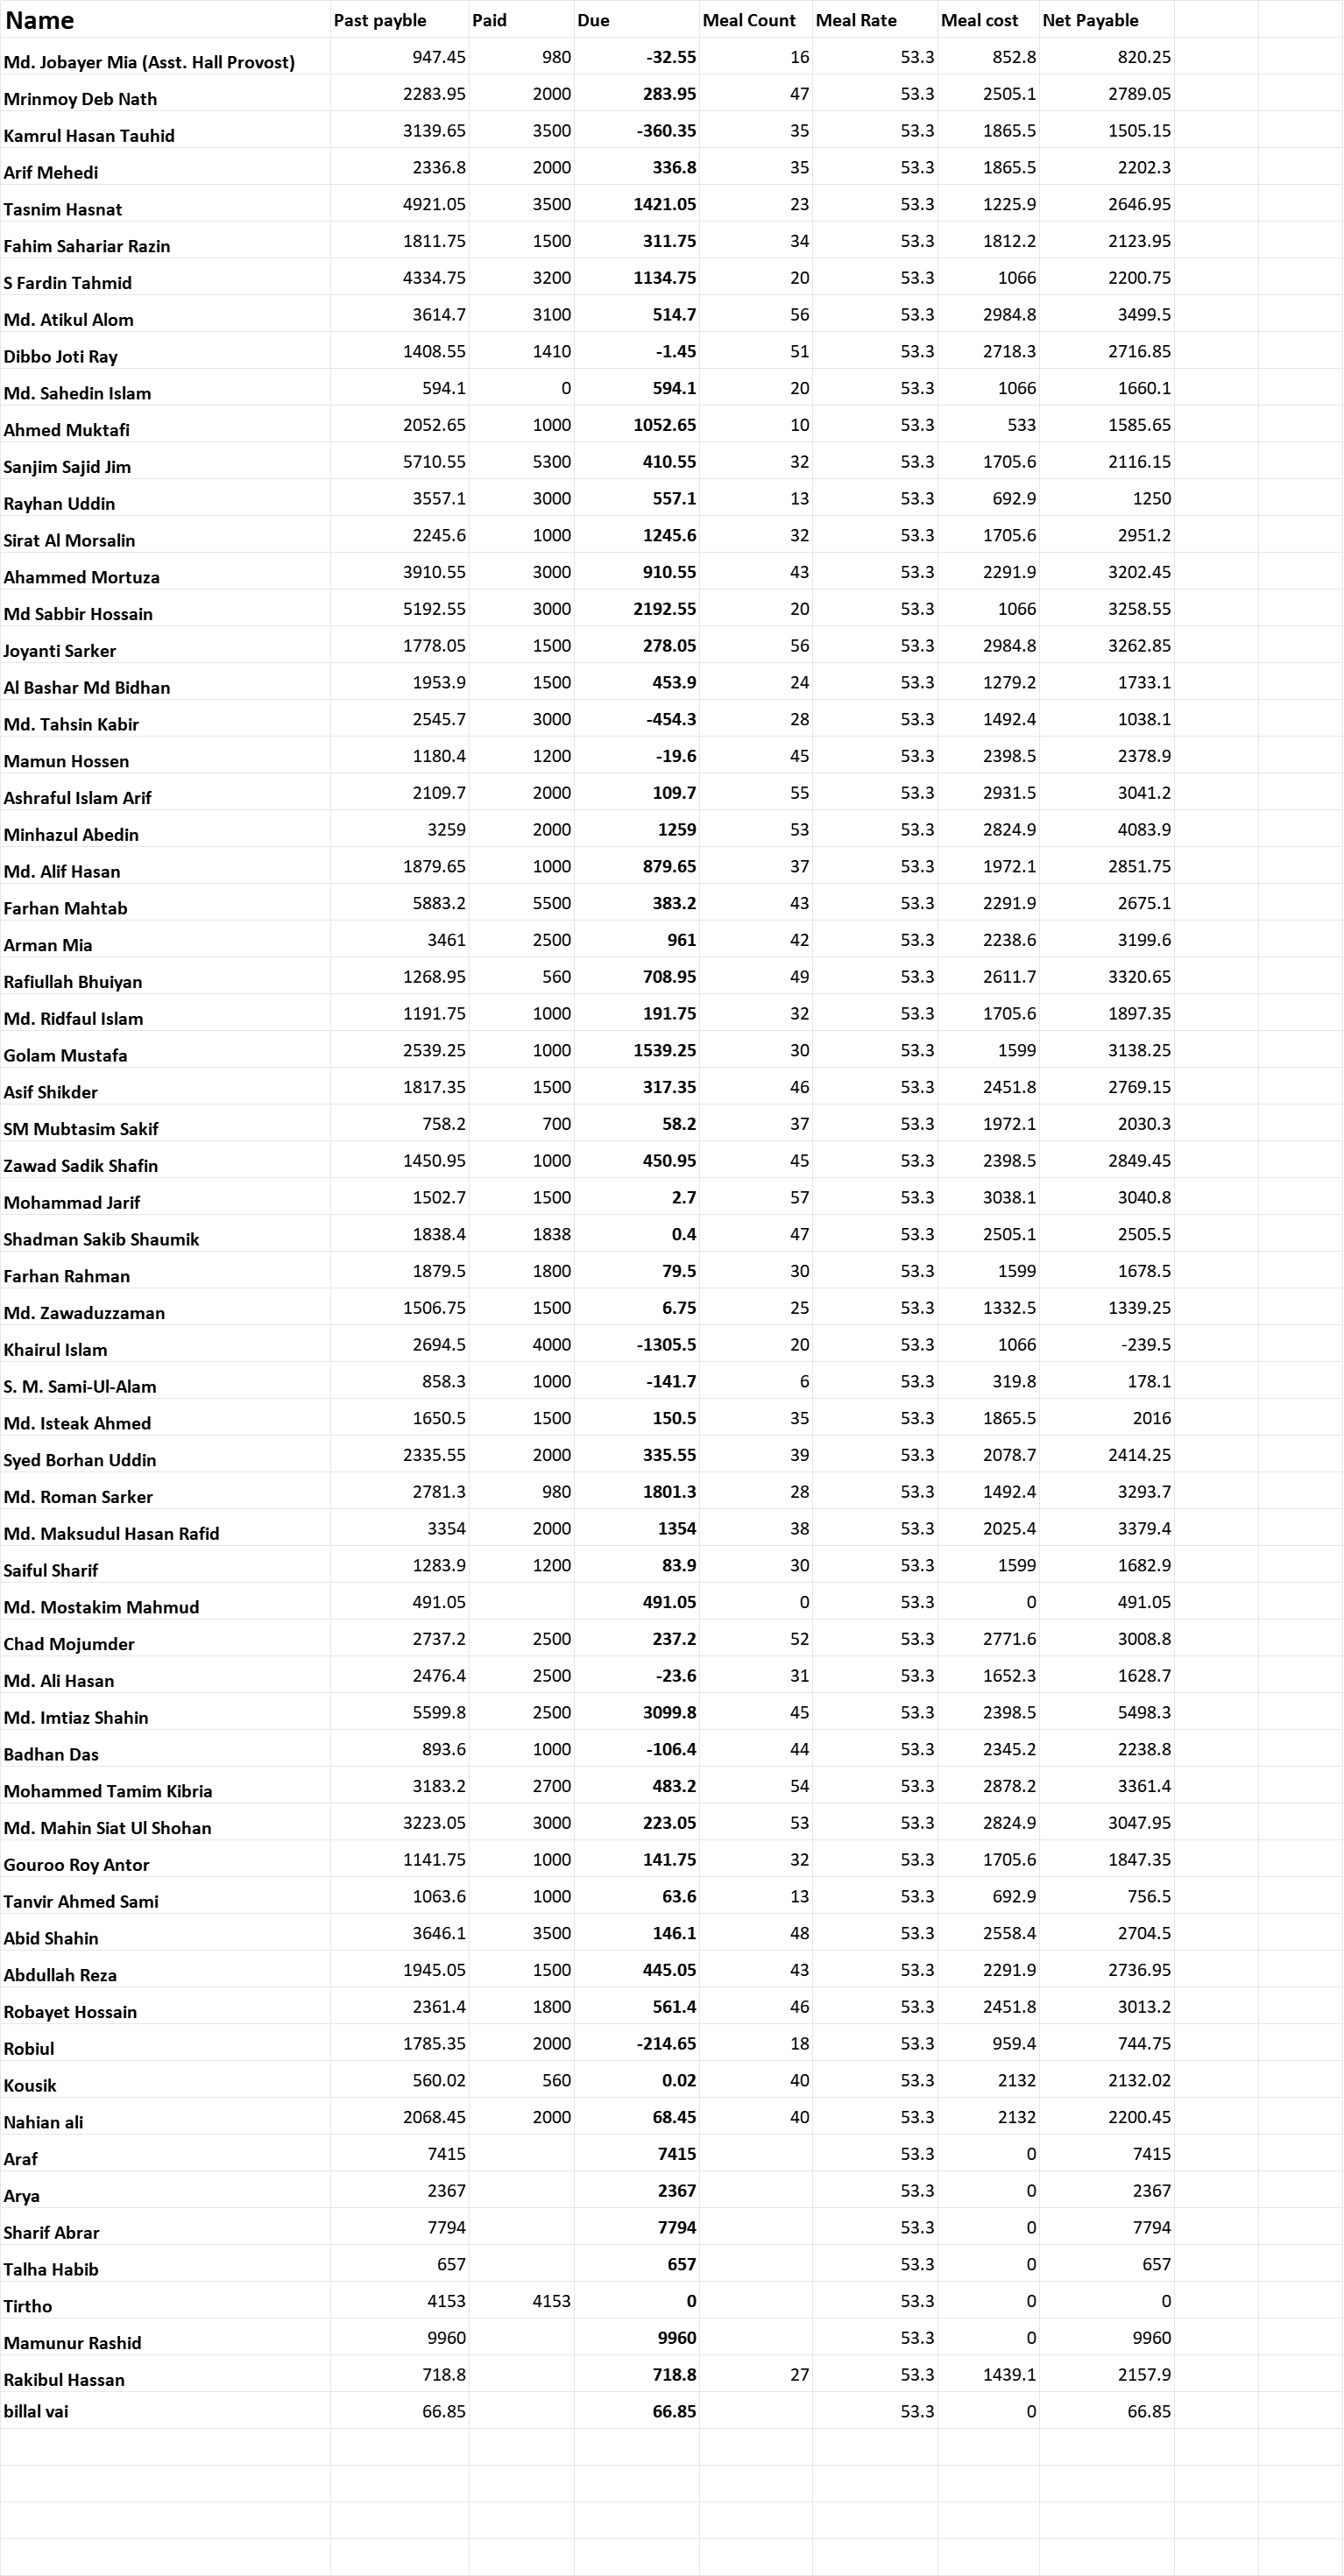 Name Past payble Paid Due Meal Count Meal Rate Meal cost Net Payable
Md. Jobayer Mia (Asst. Hall Provost) 947.45 980 -32.55 16 53.3 852.8 820.25
Mrinmoy Deb Nath 2283.95 2000 283.95 47 53.3 2505.1 2789.05
Kamrul Hasan Tauhid 3139.65 3500 -360.35 35 53.3 1865.5 1505.15
Arif Mehedi 2336.8 2000 336.8 35 53.3 1865.5 2202.3
Tasnim Hasnat 4921.05 3500 1421.05 23 53.3 1225.9 2646.95
Fahim Sahariar Razin 1811.75 1500 311.75 34 53.3 1812.2 2123.95
S Fardin Tahmid 4334.75 3200 1134.75 20 53.3 1066 2200.75
Md. Atikul Alom 3614.7 3100 514.7 56 53.3 2984.8 3499.5
Dibbo Joti Ray 1408.55 1410 -1.45 51 53.3 2718.3 2716.85
Md. Sahedin Islam 594.1 0 594.1 20 53.3 1066 1660.1
Ahmed Muktafi 2052.65 1000 1052.65 10 53.3 533 1585.65
Sanjim Sajid Jim 5710.55 5300 410.55 32 53.3 1705.6 2116.15
Rayhan Uddin 3557.1 3000 557.1 13 53.3 692.9 1250
Sirat Al Morsalin 2245.6 1000 1245.6 32 53.3 1705.6 2951.2
Ahammed Mortuza 3910.55 3000 910.55 43 53.3 2291.9 3202.45
Md Sabbir Hossain 5192.55 3000 2192.55 20 53.3 1066 3258.55
Joyanti Sarker 1778.05 1500 278.05 56 53.3 2984.8 3262.85
Al Bashar Md Bidhan 1953.9 1500 453.9 24 53.3 1279.2 1733.1
Md. Tahsin Kabir 2545.7 3000 -454.3 28 53.3 1492.4 1038.1
Mamun Hossen 1180.4 1200 -19.6 45 53.3 2398.5 2378.9
Ashraful Islam Arif 2109.7 2000 109.7 55 53.3 2931.5 3041.2
Minhazul Abedin 3259 2000 1259 53 53.3 2824.9 4083.9
Md. Alif Hasan 1879.65 1000 879.65 37 53.3 1972.1 2851.75
Farhan Mahtab 5883.2 5500 383.2 43 53.3 2291.9 2675.1
Arman Mia 3461 2500 961 42 53.3 2238.6 3199.6
Rafiullah Bhuiyan 1268.95 560 708.95 49 53.3 2611.7 3320.65
Md. Ridfaul Islam 1191.75 1000 191.75 32 53.3 1705.6 1897.35
Golam Mustafa 2539.25 1000 1539.25 30 53.3 1599 3138.25
Asif Shikder 1817.35 1500 317.35 46 53.3 2451.8 2769.15
SM Mubtasim Sakif 758.2 700 58.2 37 53.3 1972.1 2030.3
Zawad Sadik Shafin 1450.95 1000 450.95 45 53.3 2398.5 2849.45
Mohammad Jarif 1502.7 1500 2.7 57 53.3 3038.1 3040.8
Shadman Sakib Shaumik 1838.4 1838 0.4 47 53.3 2505.1 2505.5
Farhan Rahman 1879.5 1800 79.5 30 53.3 1599 1678.5
Md. Zawaduzzaman 1506.75 1500 6.75 25 53.3 1332.5 1339.25
Khairul Islam 2694.5 4000 -1305.5 20 53.3 1066 -239.5
S. M. Sami-Ul-Alam 858.3 1000 -141.7 6 53.3 319.8 178.1
Md. Isteak Ahmed 1650.5 1500 150.5 35 53.3 1865.5 2016
Syed Borhan Uddin 2335.55 2000 335.55 39 53.3 2078.7 2414.25
Md. Roman Sarker 2781.3 980 1801.3 28 53.3 1492.4 3293.7
Md. Maksudul Hasan Rafid 3354 2000 1354 38 53.3 2025.4 3379.4
Saiful Sharif 1283.9 1200 83.9 30 53.3 1599 1682.9
Md. Mostakim Mahmud 491.05 491.05 0 53.3 0 491.05
Chad Mojumder 2737.2 2500 237.2 52 53.3 2771.6 3008.8
Md. Ali Hasan 2476.4 2500 -23.6 31 53.3 1652.3 1628.7
Md. Imtiaz Shahin 5599.8 2500 3099.8 45 53.3 2398.5 5498.3
Badhan Das 893.6 1000 -106.4 44 53.3 2345.2 2238.8
Mohammed Tamim Kibria 3183.2 2700 483.2 54 53.3 2878.2 3361.4
Md. Mahin Siat Ul Shohan 3223.05 3000 223.05 53 53.3 2824.9 3047.95
Gouroo Roy Antor 1141.75 1000 141.75 32 53.3 1705.6 1847.35
Tanvir Ahmed Sami 1063.6 1000 63.6 13 53.3 692.9 756.5
Abid Shahin 3646.1 3500 146.1 48 53.3 2558.4 2704.5
Abdullah Reza 1945.05 1500 445.05 43 53.3 2291.9 2736.95
Robayet Hossain 2361.4 1800 561.4 46 53.3 2451.8 3013.2
Robiul 1785.35 2000 -214.65 18 53.3 959.4 744.75
Kousik 560.02 560 0.02 40 53.3 2132 2132.02
Nahian ali 2068.45 2000 68.45 40 53.3 2132 2200.45
Araf 7415 7415 53.3 0 7415
Arya 2367 2367 53.3 0 2367
Sharif Abrar 7794 7794 53.3 0 7794
Talha Habib 657 657 53.3 0 657
Tirtho 4153 4153 0 53.3 0 0
Mamunur Rashid 9960 9960 53.3 0 9960
Rakibul Hassan 718.8 718.8 27 53.3 1439.1 2157.9
billal vai 66.85 66.85 53.3 0 66.85